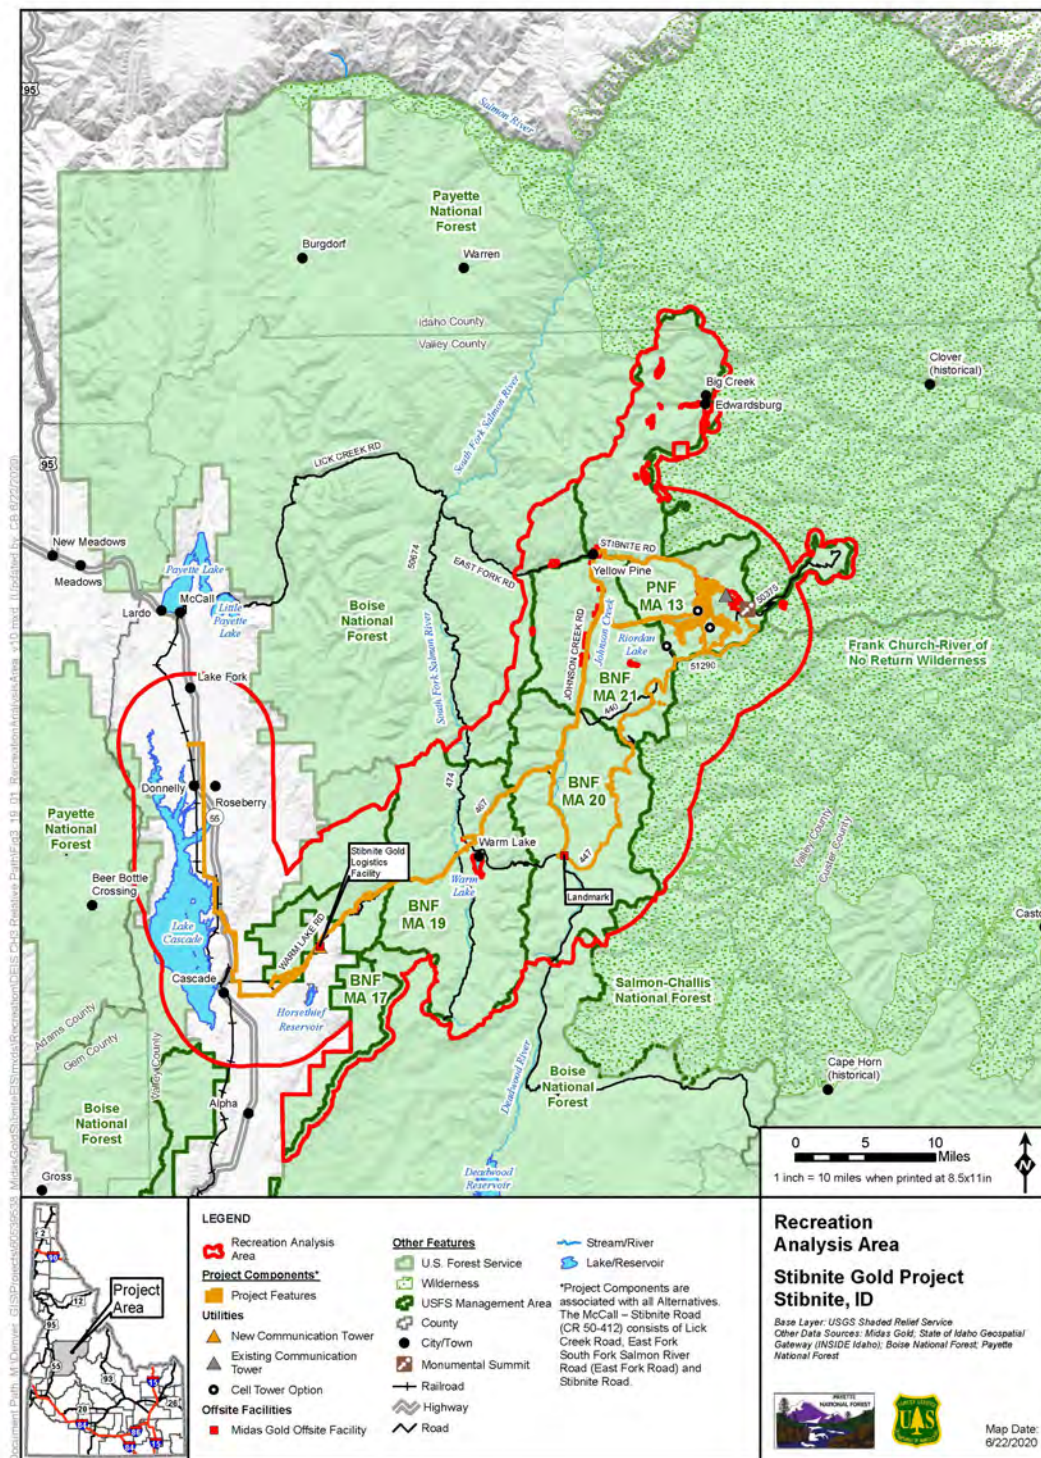 95
Salmon River
Payette
National
Forest
Burgdorf
Warren
Idaho County
Valley County
Clover
(historical)
Big Creek
Edwardsburg
South Fork Salmon River
LICK CREEK RD
95
New Meadows
Meadows
Payette Lake
McCall
Lardo
Little
Payette
Lake
50674
EAST FORK RD
STIBNITE RD
Yellow Pine
PNF
MA 13
50375
Boise
National
Forest
South Fork Salmon River
JOHNSON CREEK RD
Johnson Creek
Riordan
Lake
51290
BNF
MA 21
440
Frank Church-River of
No Return Wilderness
Lake Fork
Donnelly
Roseberry
55
474
467
BNF
MA 20
447
Valley County
Custer County
Payette
National
Forest
Beer Bottle
Crossing
Stibnite Gold
Logistics
Facility
Warm Lake
Warm
Lake
Landmark
Lake
Cascade
WARM LAKE RD
BNF
MA 19
Cascade
BNF
MA 17
Horsethief
Reservoir
Salmon-Challis
National Forest
Adams County
Gem County
Valley County
Deadwood River
Boise
National
Forest
Cape Horn
(historical)
Boise
National
Forest
Alpha
Gross
Deadwood
Reservoir
0 5 10
Miles
1 inch = 10 miles when printed at 8.5x11in
N
Project
Area
LEGEND
Recreation Analysis
Area
Project Components*
Project Features
Utilities
New Communication Tower
Existing Communication
Tower
Cell Tower Option
Offsite Facilities
Midas Gold Offsite Facility
Other Features
U.S. Forest Service
Wilderness
USFS Management Area
County
City/Town
Monumental Summit
Railroad
Highway
Road
Stream/River
Lake/Reservoir
*Project Components are
associated with all Alternatives.
The McCall – Stibnite Road
(CR 50-412) consists of Lick
Creek Road, East Fork
South Fork Salmon River
Road (East Fork Road) and
Stibnite Road.
Recreation
Analysis Area
Stibnite Gold Project
Stibnite, ID
Base Layer: USGS Shaded Relief Service
Other Data Sources: Midas Gold; State of Idaho Geospatial
Gateway (INSIDE Idaho); Boise National Forest; Payette
National Forest
PAYETTE
NATIONAL FOREST
UAS
Map Date:
6/22/2020